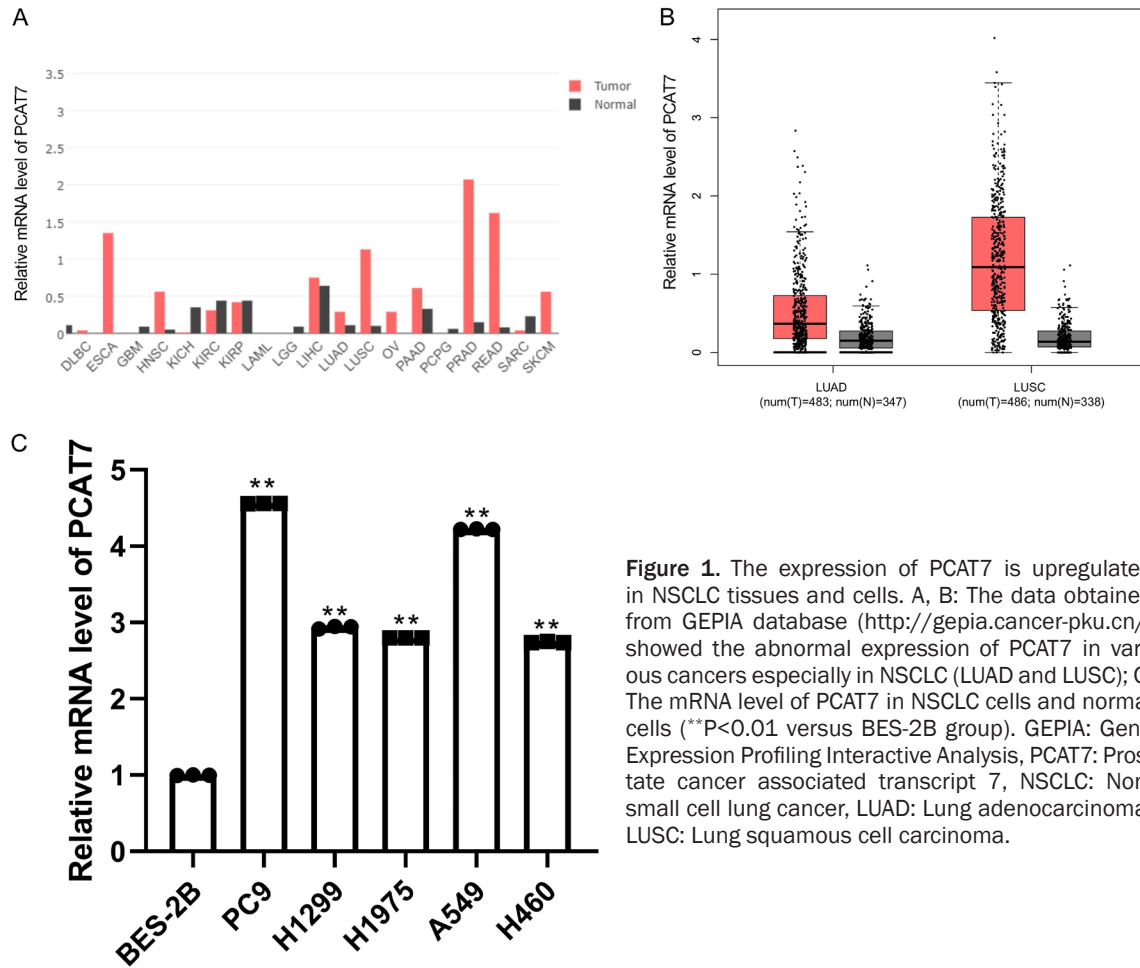 A
Relative mRNA level of PCAT7
3.5
3
2.5
2
1.5
1
0.5
0
DLBC
ESCA
GBM
HNSC
KICH
KIRC
KIRP
LAML
LGG
LIHC
LUAD
LUSC
OV
PAAD
PCPG
PRAD
READ
SARC
SKCM
Tumor
Normal
B
Relative mRNA level of PCAT7
4
3
2
1
0
LUAD
(num(T)=483; num(N)=347)
LUSC
(num(T)=486; num(N)=338)
C
Relative mRNA level of PCAT7
5
4
3
2
1
0
**
**
**
**
**
BES-2B
PC9
H1299
H1975
A549
H460
Figure 1. The expression of PCAT7 is upregulate
in NSCLC tissues and cells. A, B: The data obtaine
from GEPIA database (http://gepia.cancer-pku.cn/
showed the abnormal expression of PCAT7 in var
ous cancers especially in NSCLC (LUAD and LUSC); C
The mRNA level of PCAT7 in NSCLC cells and norma
cells (**P<0.01 versus BES-2B group). GEPIA: Gen
Expression Profiling Interactive Analysis, PCAT7: Pros
tate cancer associated transcript 7, NSCLC: Non
small cell lung cancer, LUAD: Lung adenocarcinoma
LUSC: Lung squamous cell carcinoma.